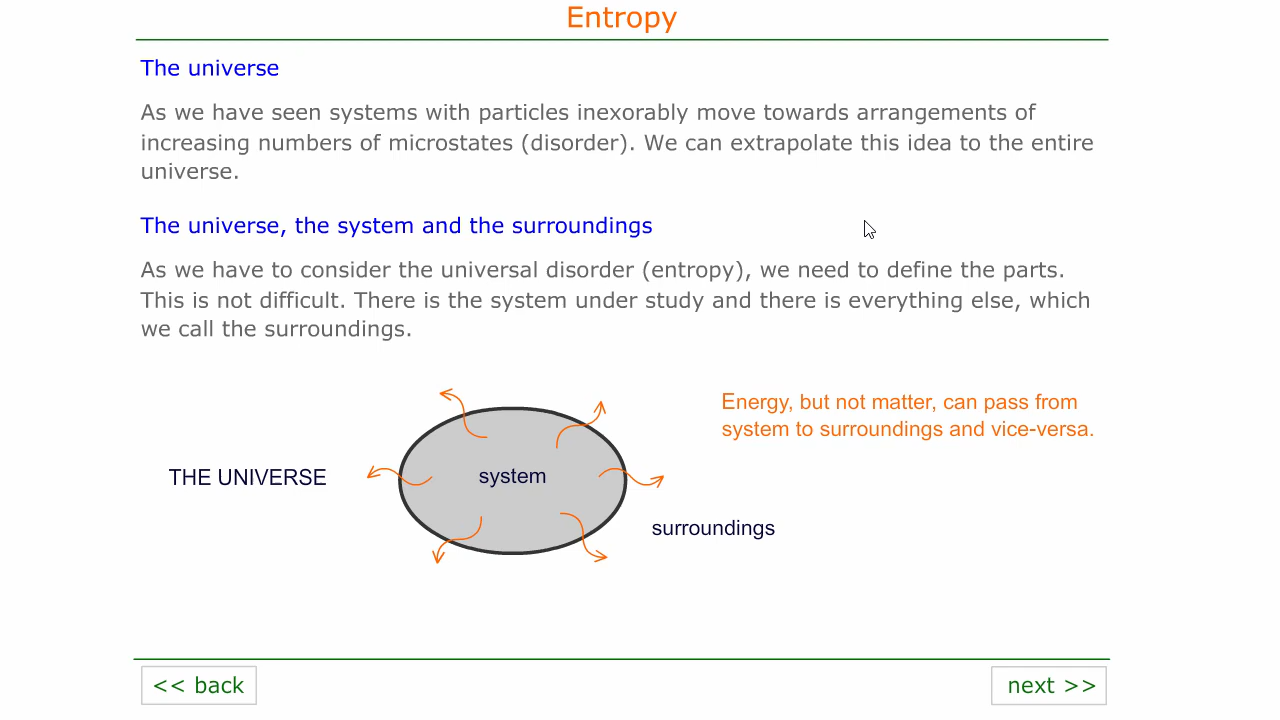 Entropy
The universe
As we have seen systems with particles inexorably move towards arrangements of
increasing numbers of microstates (disorder). We can extrapolate this idea to the entire
universe.
The universe, the system and the surroundings
As we have to consider the universal disorder (entropy), we need to define the parts.
This is not difficult. There is the system under study and there is everything else, which
we call the surroundings.
Energy, but not matter, can pass from
system to surroundings and vice-versa.
THE UNIVERSE
system
surroundings
<< back
next >>